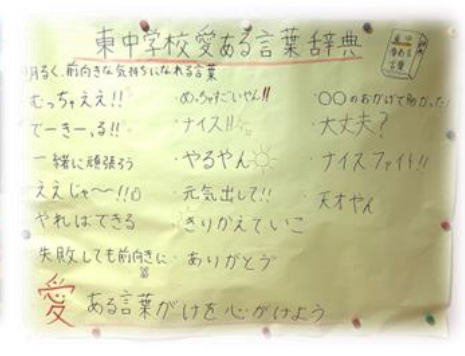 東中学校愛ある言葉辞典
明るく、前向きな気持ちになれる言葉
むっちゃええ!! ・めっちゃすごいやん!! ・○○のおかげで助かった!
でーきーる!! ・ナイス!! ・大丈夫?
一緒に頑張ろう ・やるやん ・ナイスファイト!!
ええじゃ〜!! ・元気出して!! ・天才やん
やればできる ・きりかえていこ
失敗しても前向きに ・ありがとう
愛ある言葉がけを心がけよう